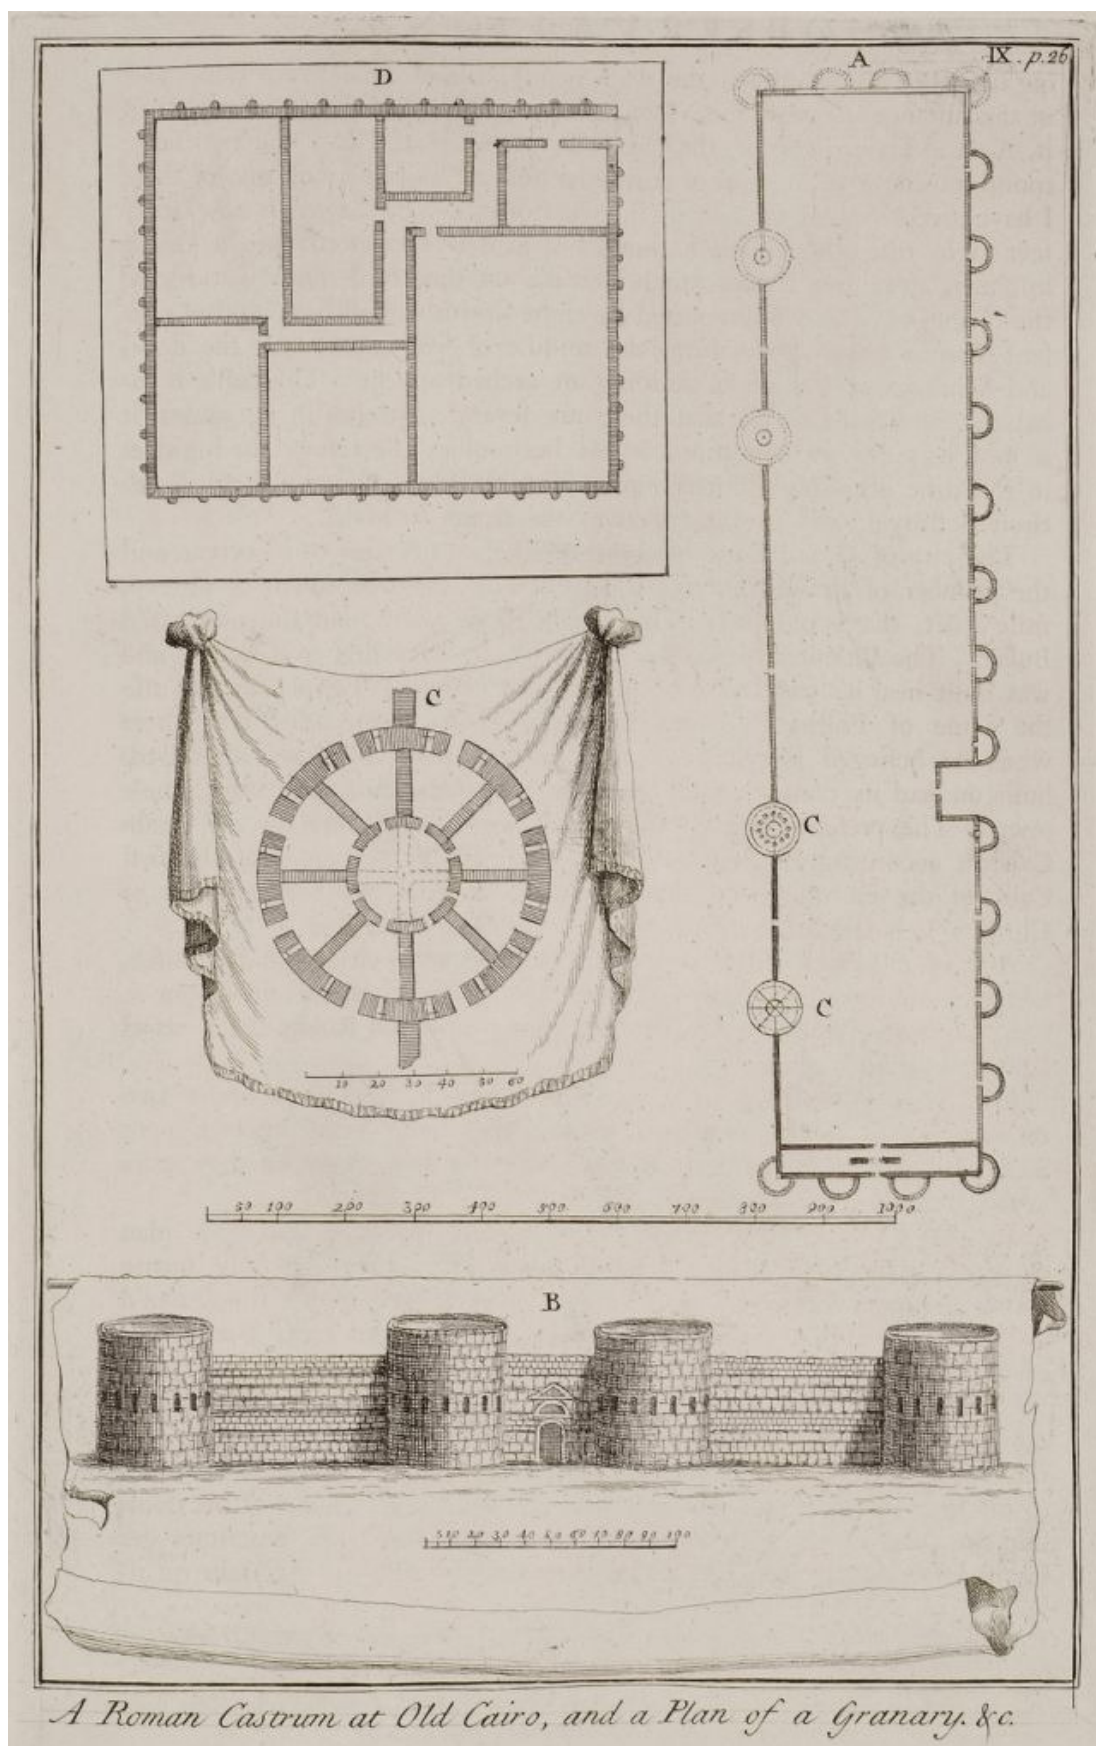 IX. p.26
A
D
C
C
C
10 20 30 40 50 60
50 100 200 300 400 500 600 700 800 900 1000
B
5 10 20 30 40 50 60 70 80 90 100
A Roman Castrum at Old Cairo, and a Plan of a Granary. &c.